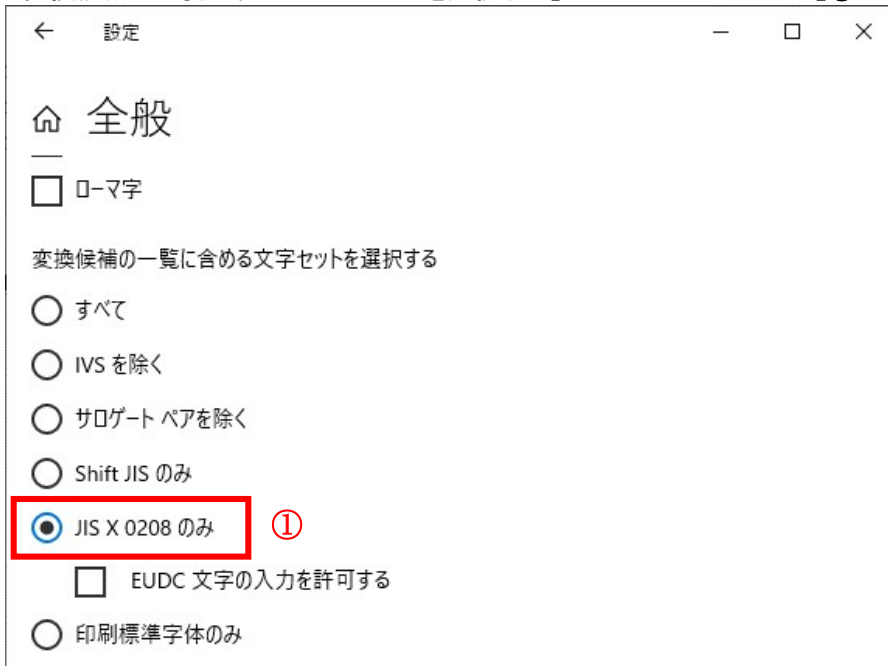 設定
全般
ローマ字
変換候補の一覧に含める文字セットを選択する
すべて
IVS を除く
サロゲート ペアを除く
Shift JIS のみ
JIS X 0208 のみ ①
EUDC 文字の入力を許可する
印刷標準字体のみ